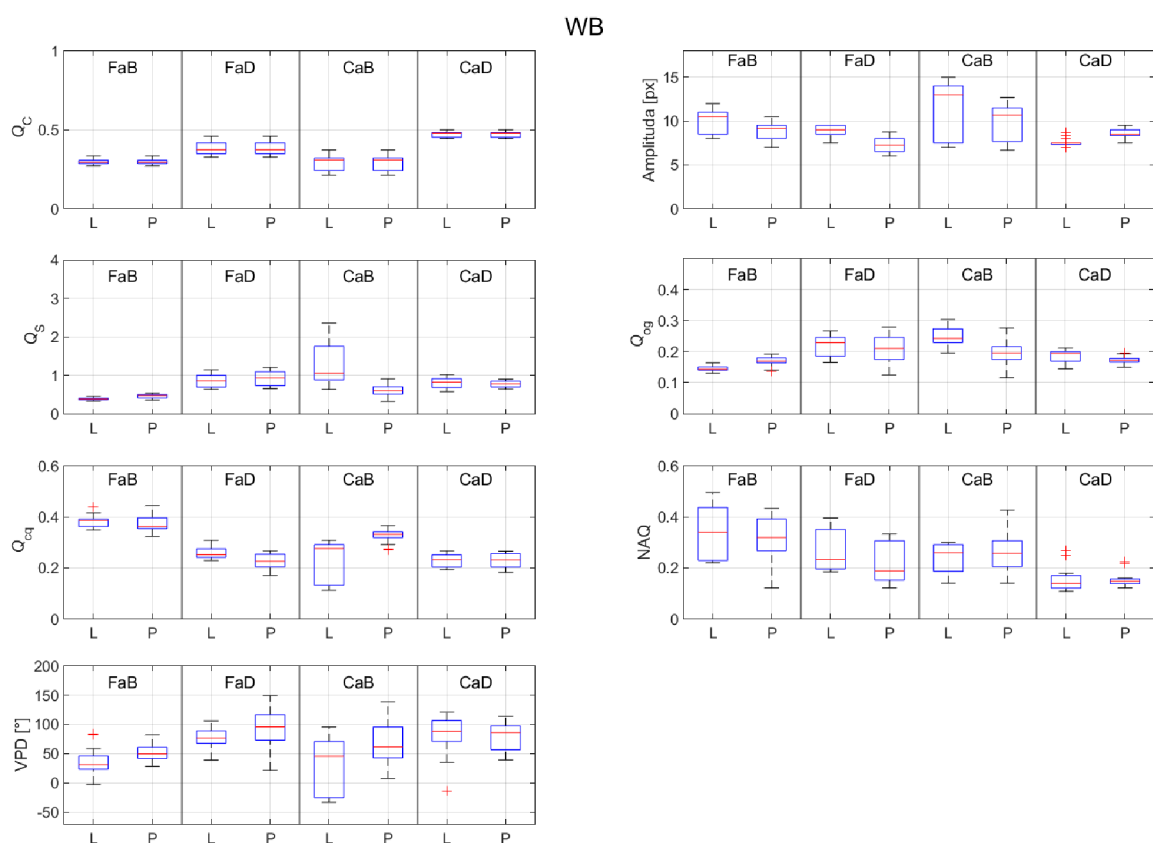 WB
1
0.5
0
Q_C
FaB FaD CaB CaD
L P L P L P L P
15
10
5
0
Amplituda [px]
FaB FaD CaB CaD
L P L P L P L P
4
3
2
1
0
Q_S
FaB FaD CaB CaD
L P L P L P L P
0.4
0.3
0.2
0.1
0
Q_og
FaB FaD CaB CaD
L P L P L P L P
0.6
0.4
0.2
0
Q_cq
FaB FaD CaB CaD
L P L P L P L P
0.6
0.4
0.2
0
NAQ
FaB FaD CaB CaD
L P L P L P L P
200
150
100
50
0
-50
VPD [°]
FaB FaD CaB CaD
L P L P L P L P